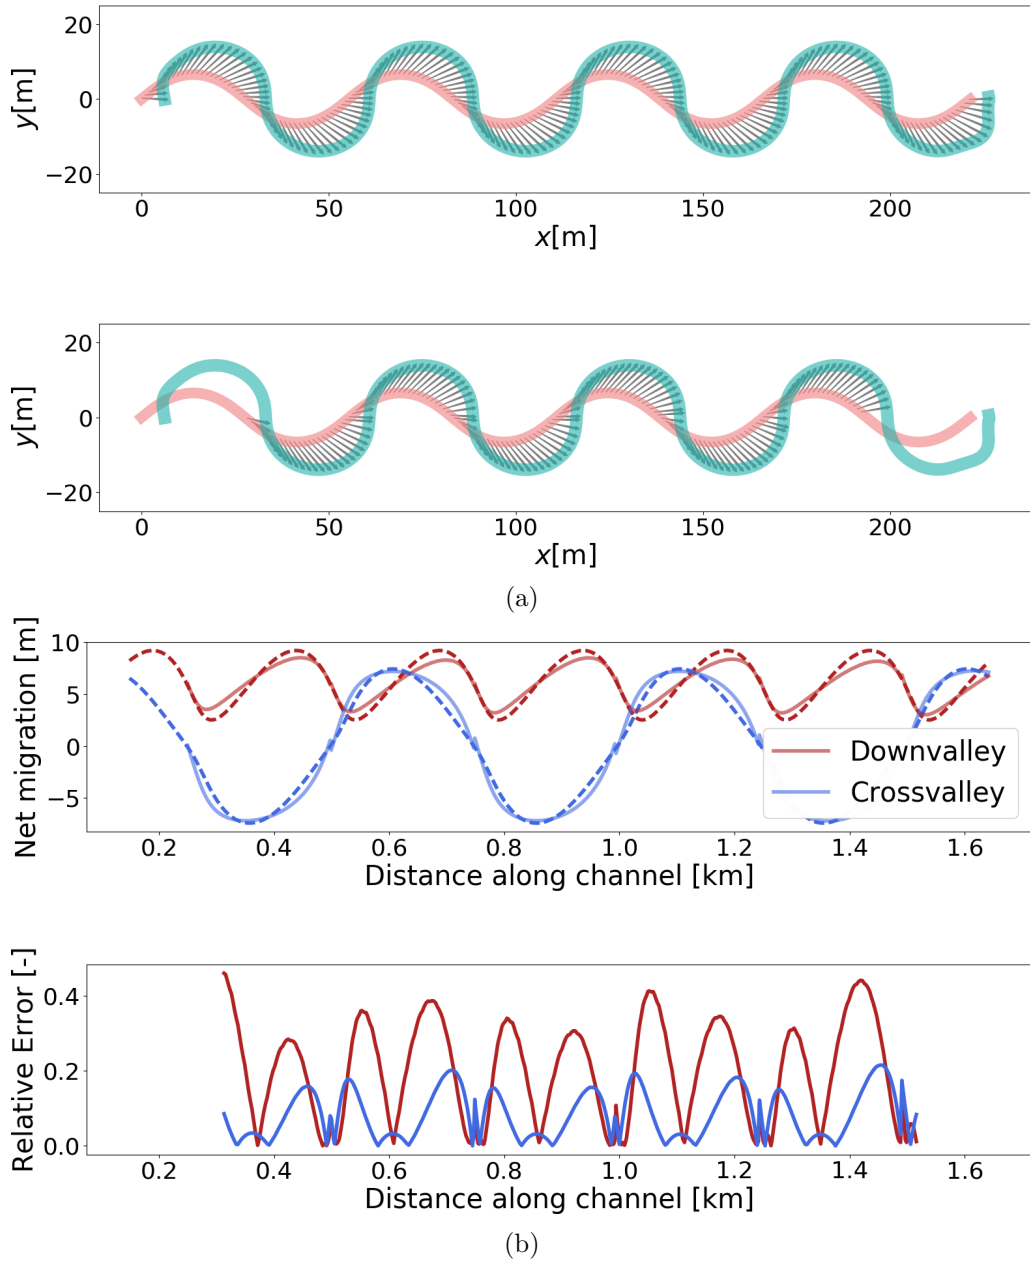 20
0
−20
y[m]
0 50 100 150 200
x[m]
20
0
−20
y[m]
0 50 100 150 200
x[m]
(a)
Net migration [m]
10
5
0
−5
Downvalley
Crossvalley
0.2 0.4 0.6 0.8 1.0 1.2 1.4 1.6
Distance along channel [km]
Relative Error [-]
0.4
0.2
0.0
0.2 0.4 0.6 0.8 1.0 1.2 1.4 1.6
Distance along channel [km]
(b)